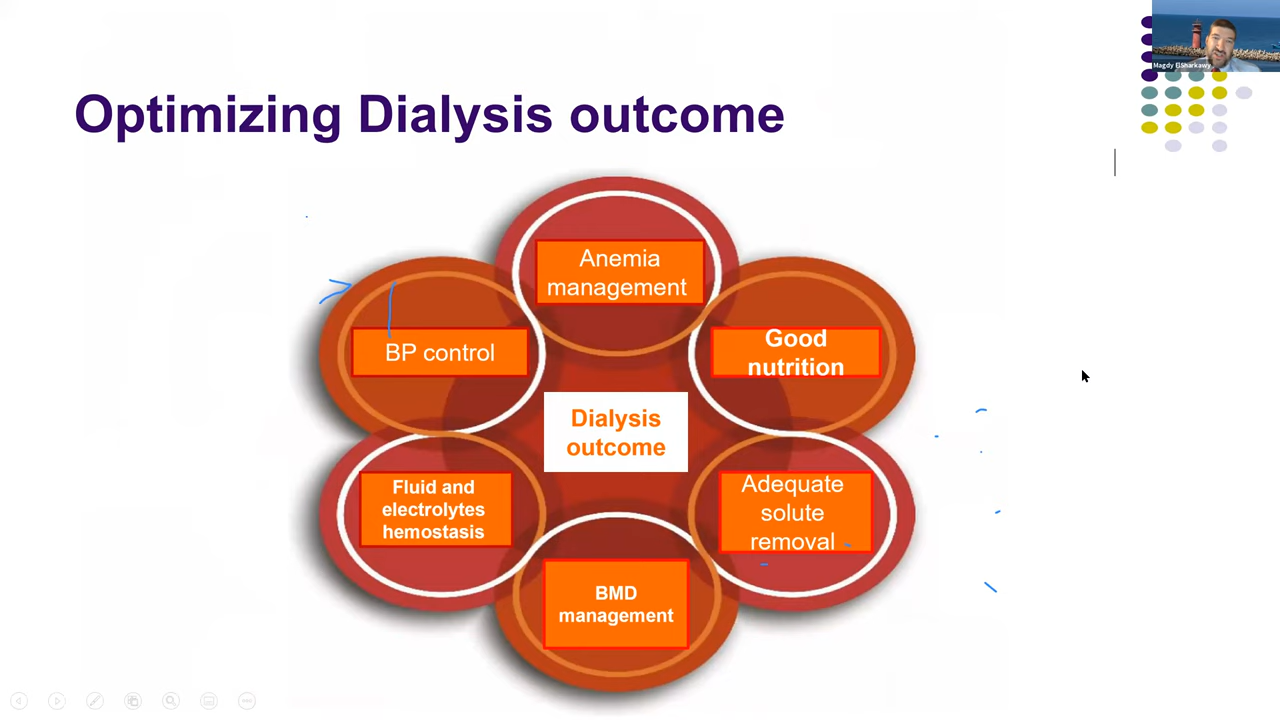 Magdy ElSharkawy
Optimizing Dialysis outcome
Anemia
management
BP control
Good
nutrition
Dialysis
outcome
Fluid and
electrolytes
hemostasis
Adequate
solute
removal
BMD
management